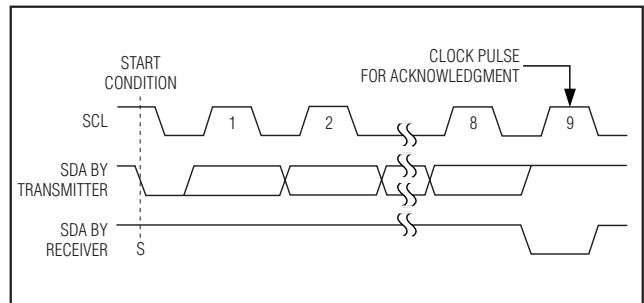 START
CONDITION
CLOCK PULSE
FOR ACKNOWLEDGMENT
SCL
1
2
8
9
SDA BY
TRANSMITTER
SDA BY
RECEIVER
S